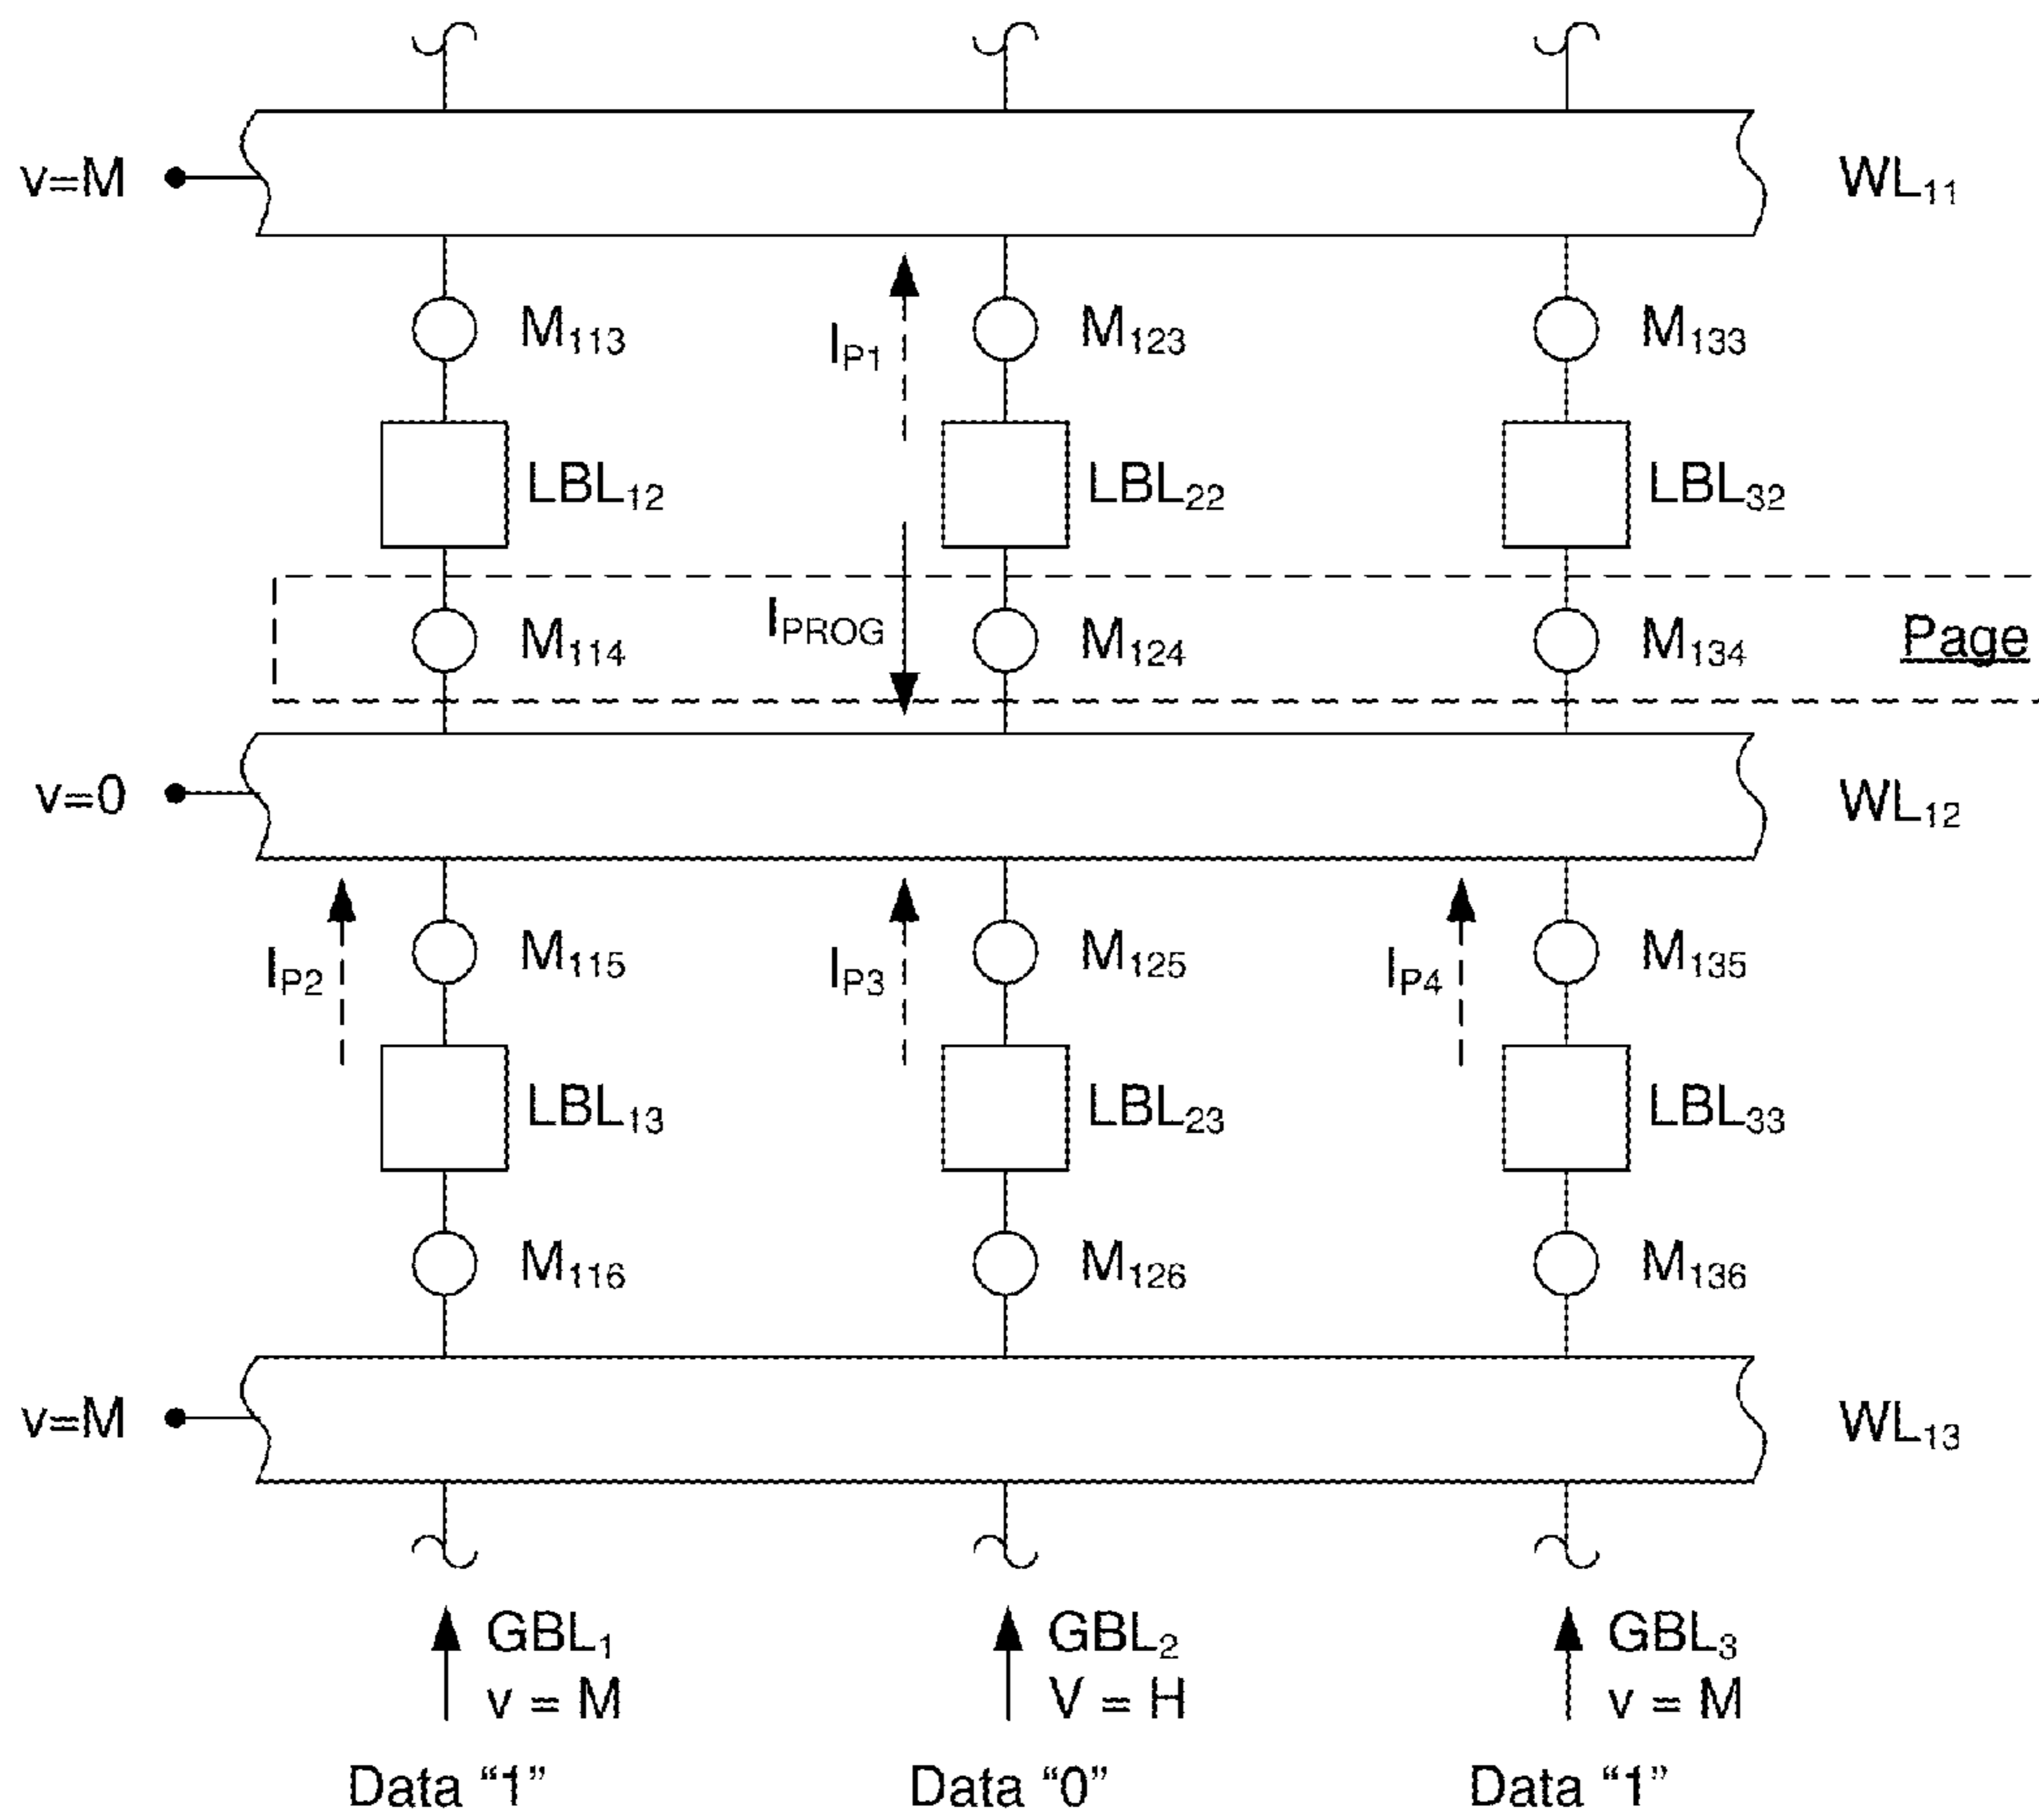 v=M WL11
M113 IP1 M123 M133
LBL12 LBL22 LBL32
M114 IPROG M124 M134 Page
v=0 WL12
IP2 M115 IP3 M125 IP4 M135
LBL13 LBL23 LBL33
M116 M126 M136
v=M WL13
GBL1 GBL2 GBL3
v = M V = H v = M
Data “1” Data “0” Data “1”